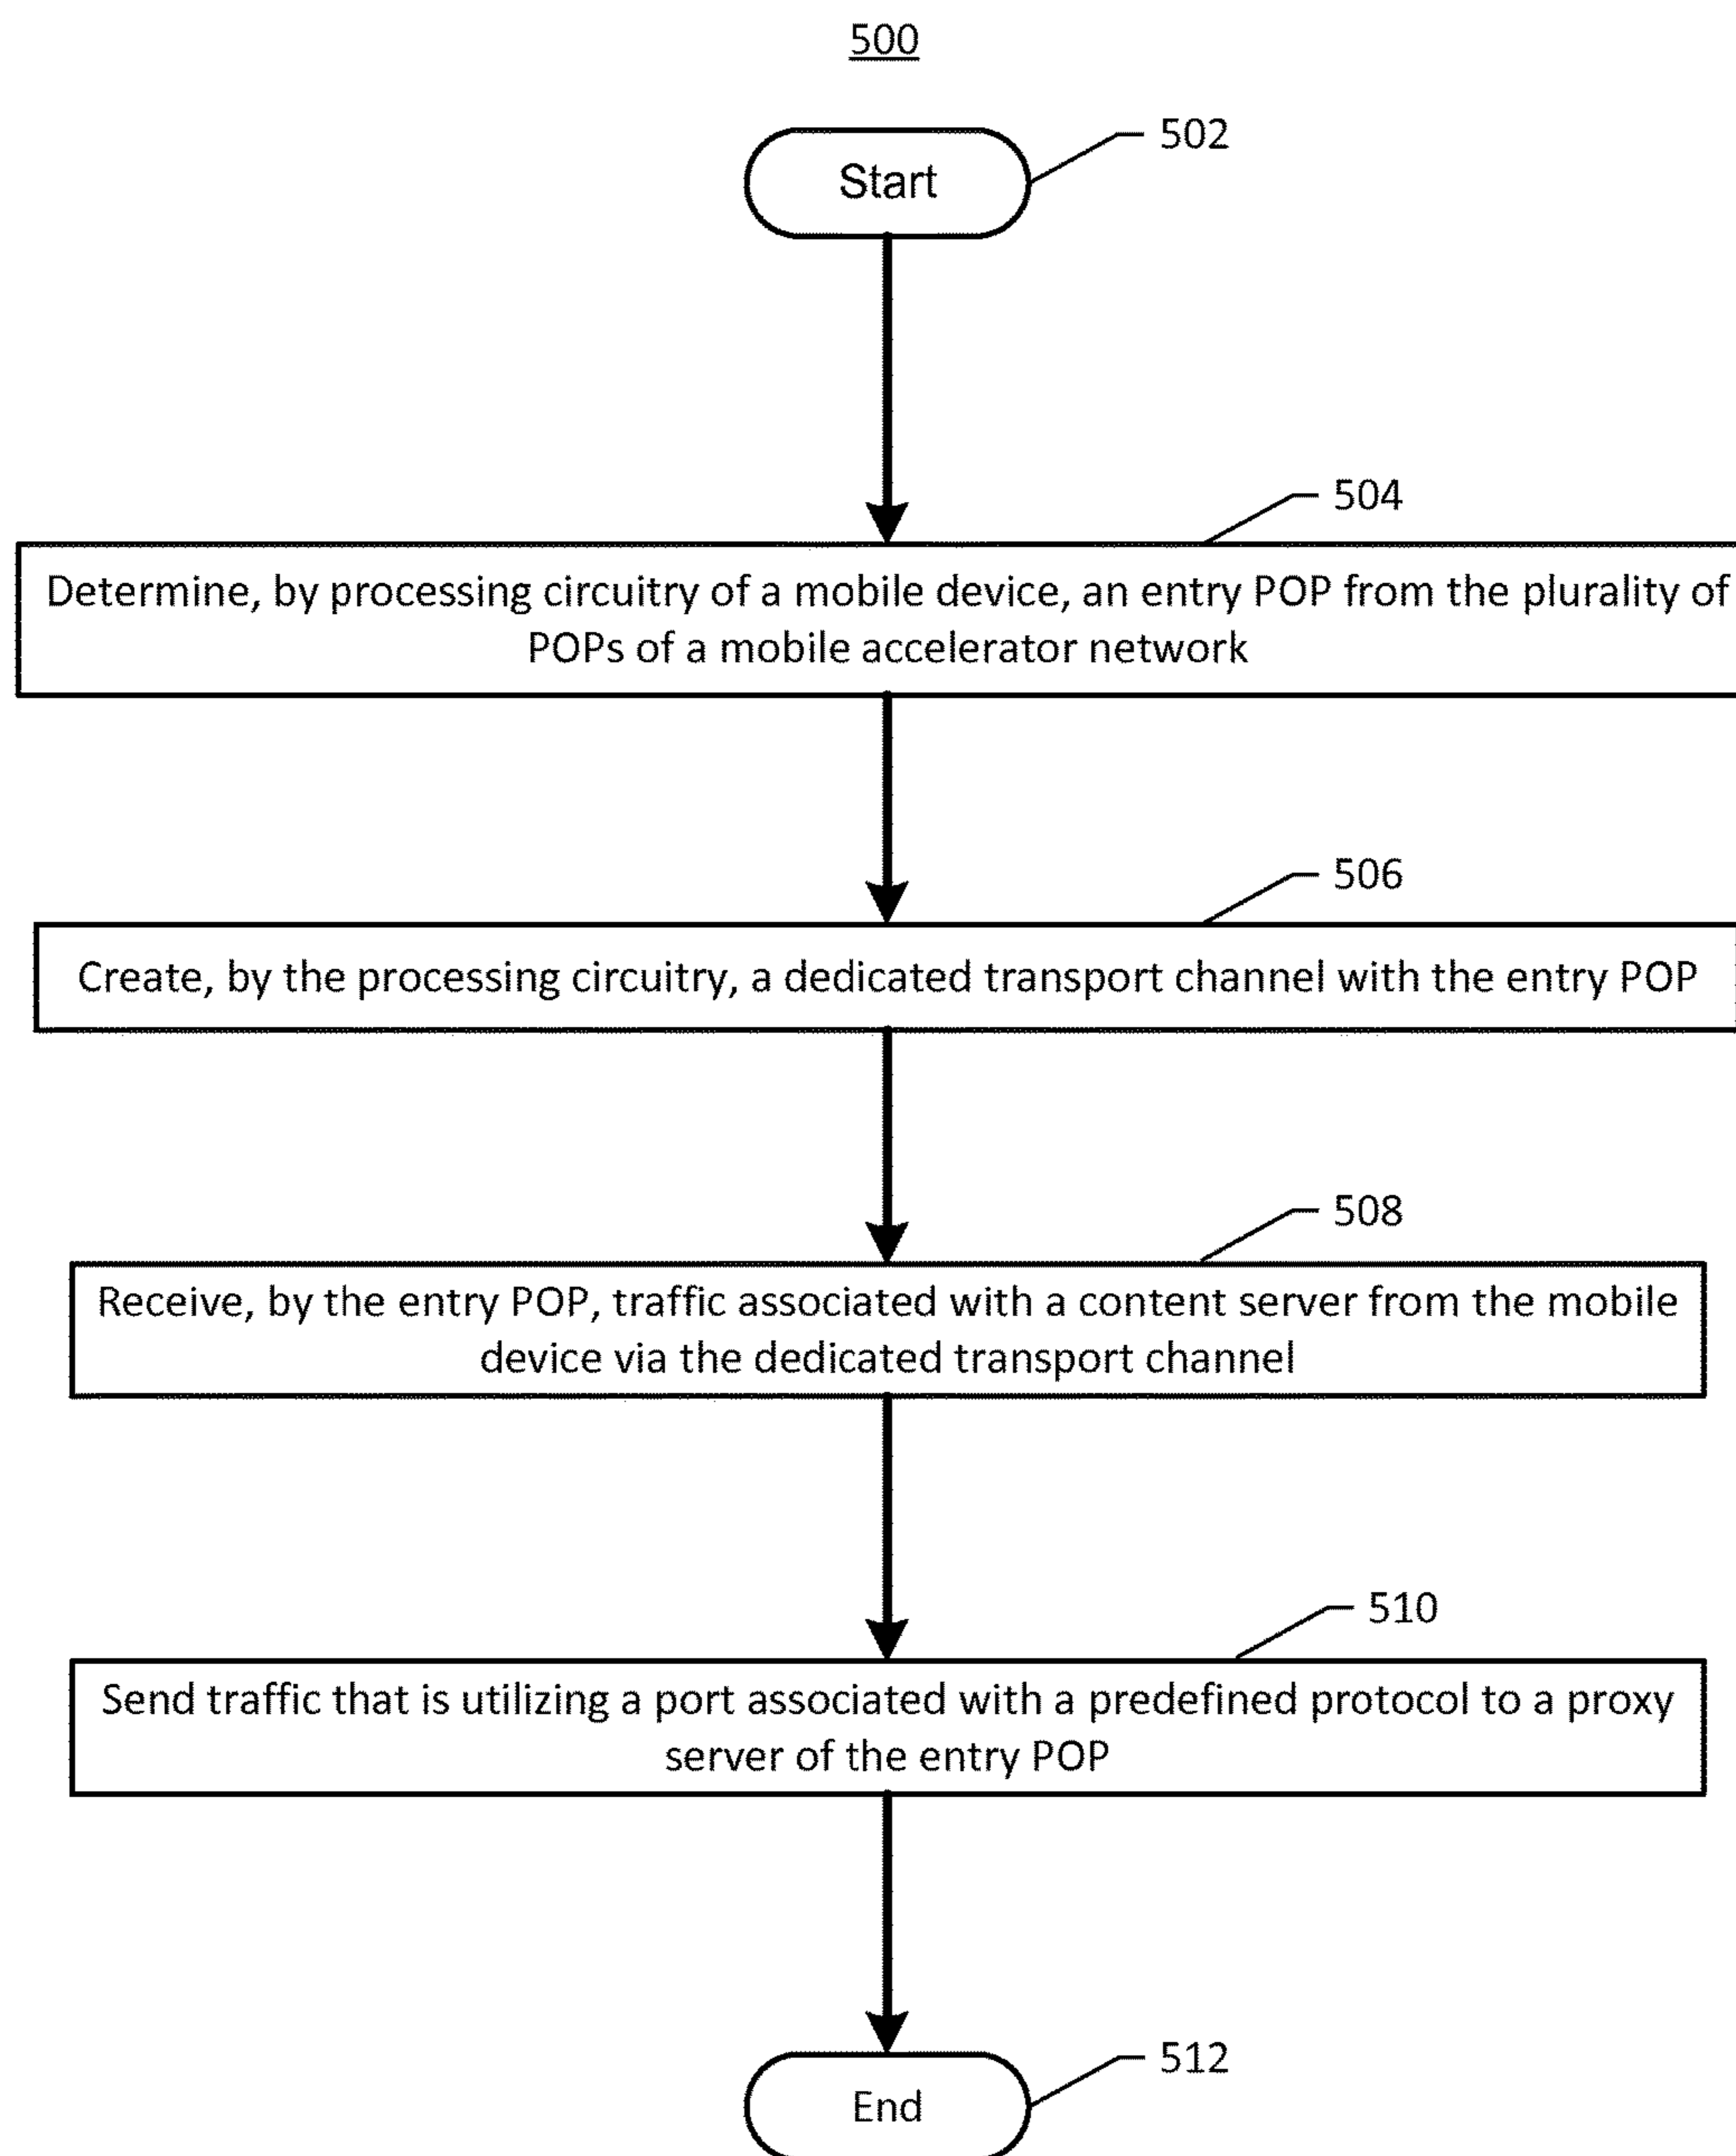 500
502
Start
504
Determine, by processing circuitry of a mobile device, an entry POP from the plurality of
POPs of a mobile accelerator network
506
Create, by the processing circuitry, a dedicated transport channel with the entry POP
508
Receive, by the entry POP, traffic associated with a content server from the mobile
device via the dedicated transport channel
510
Send traffic that is utilizing a port associated with a predefined protocol to a proxy
server of the entry POP
512
End